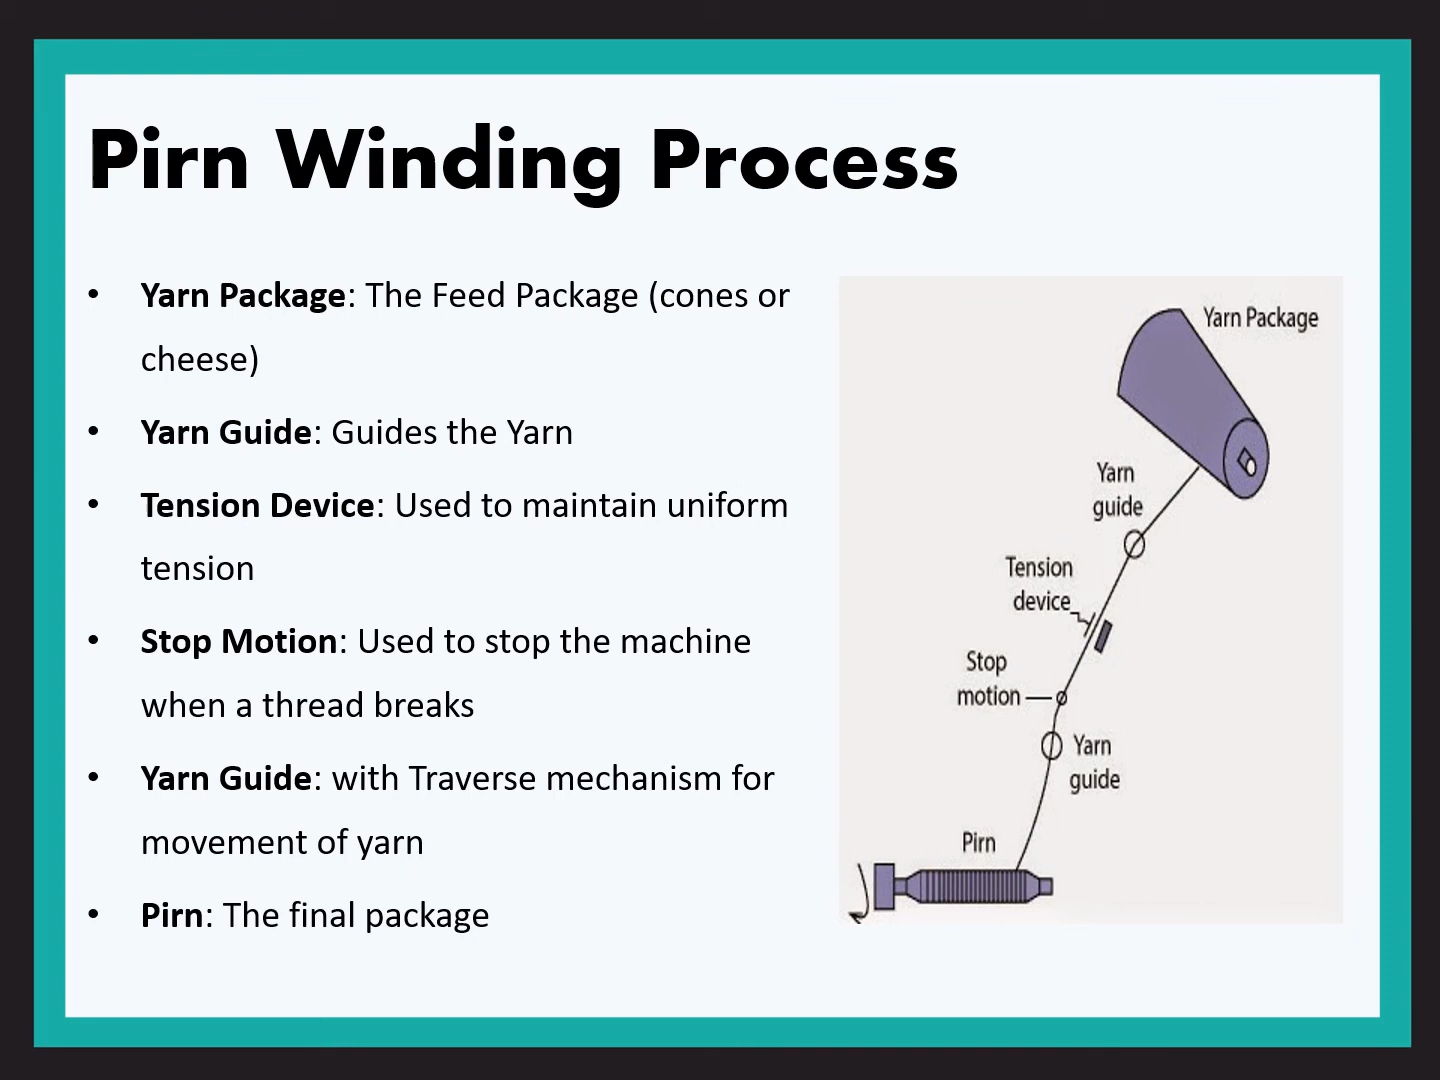 Pirn Winding Process
• Yarn Package: The Feed Package (cones or
cheese)
• Yarn Guide: Guides the Yarn
• Tension Device: Used to maintain uniform
tension
• Stop Motion: Used to stop the machine
when a thread breaks
• Yarn Guide: with Traverse mechanism for
movement of yarn
• Pirn: The final package
Yarn Package
Yarn
guide
Tension
device
Stop
motion
Yarn
guide
Pirn